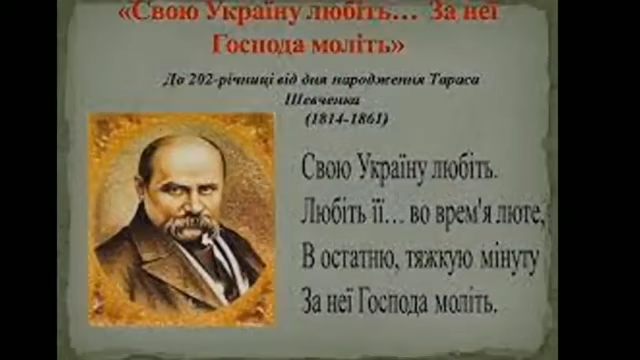 «Свою Україну любіть... За неї
Господа моліть»
До 202-річниці від дня народження Тараса
Шевченка
(1814-1861)
Свою Україну любіть.
Любіть її... во врем'я люте,
В остатню, тяжкую мінуту
За неї Господа моліть.